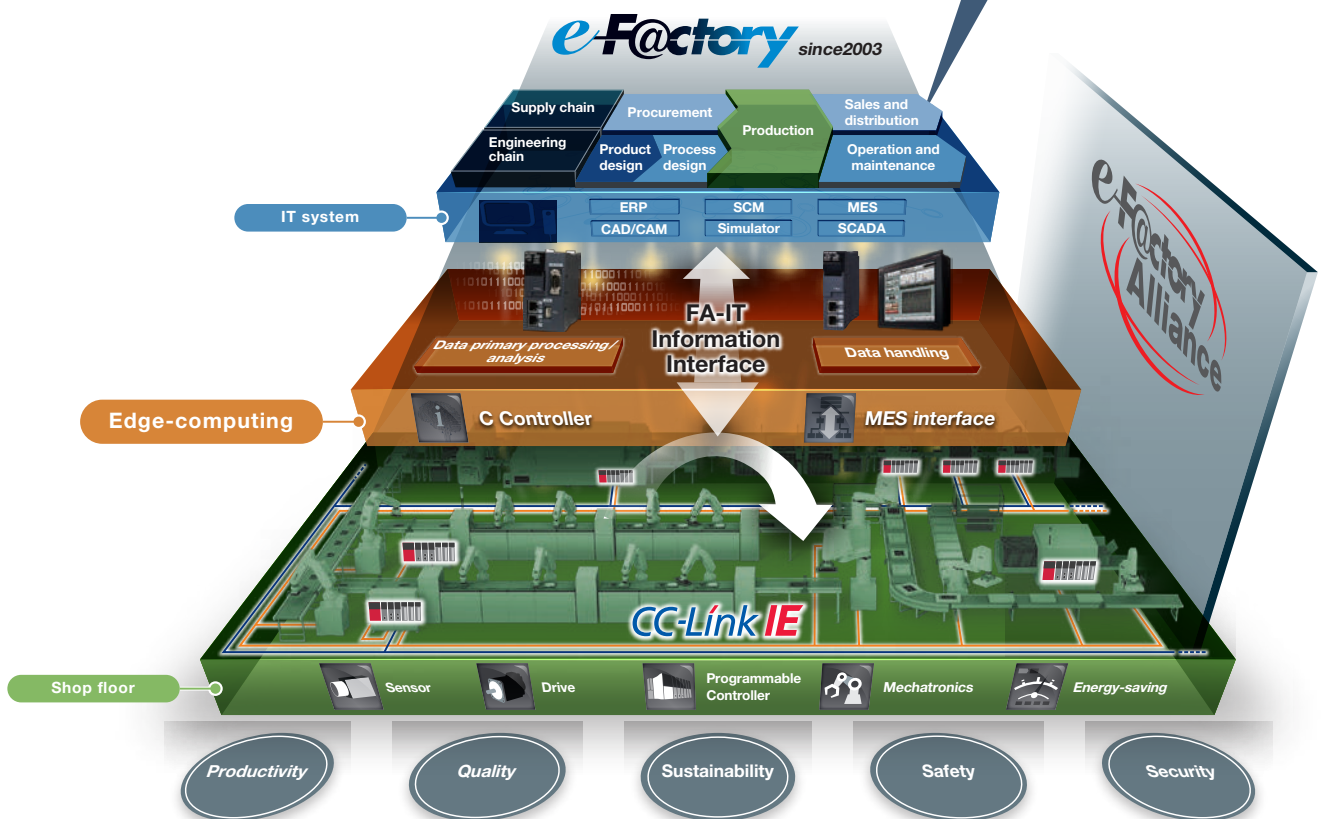 e-F@ctory since2003
Supply chain
Procurement
Production
Sales and
distribution
Engineering
chain
Product
design
Process
design
Operation and
maintenance
IT system
ERP
SCM
MES
CAD/CAM
Simulator
SCADA
FA-IT
Information
Interface
Data primary processing/
analysis
Data handling
Edge-computing
C Controller
MES interface
e-F@ctory
Alliance
CC-Link IE
Shop floor
Sensor
Drive
Programmable
Controller
Mechatronics
Energy-saving
Productivity
Quality
Sustainability
Safety
Security